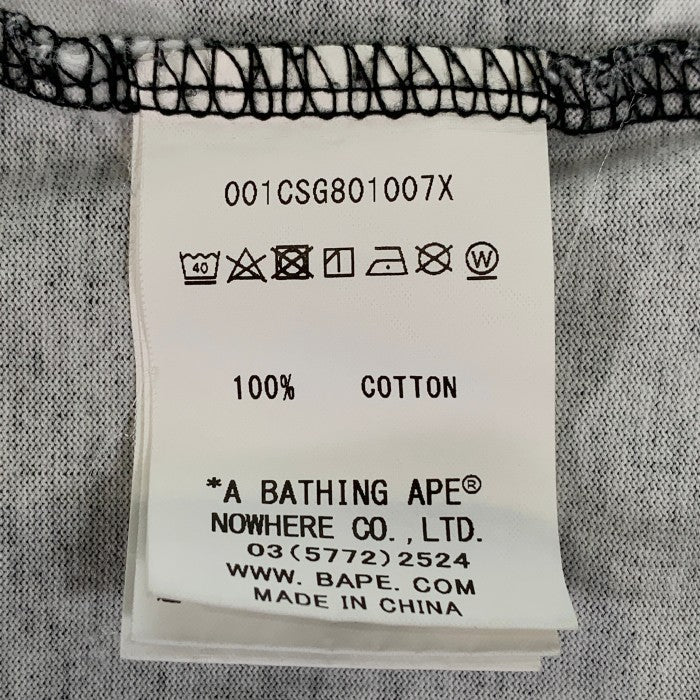 001CSG801007X
40 W
100% COTTON
*A BATHING APE®
NOWHERE CO.,LTD.
03(5772)2524
WWW. BAPE. COM
MADE IN CHINA